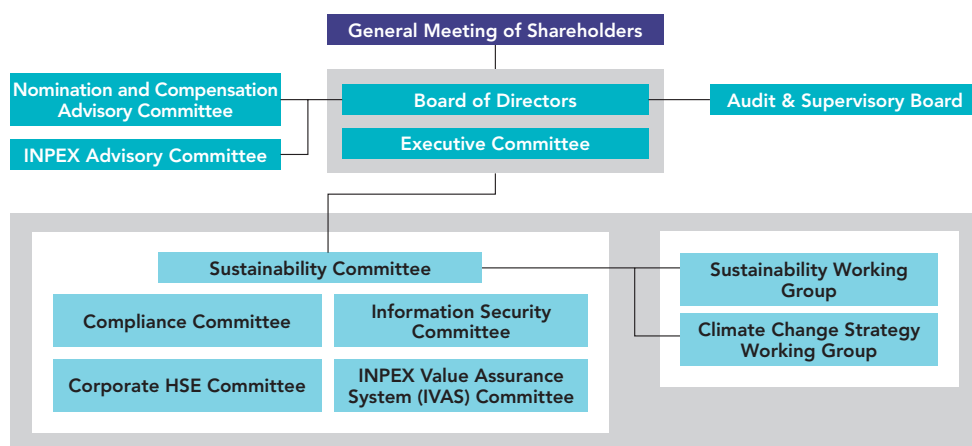 General Meeting of Shareholders
Nomination and Compensation
Advisory Committee
Board of Directors
Audit & Supervisory Board
INPEX Advisory Committee
Executive Committee
Sustainability Committee
Sustainability Working
Group
Compliance Committee
Information Security
Committee
Climate Change Strategy
Working Group
Corporate HSE Committee
INPEX Value Assurance
System (IVAS) Committee